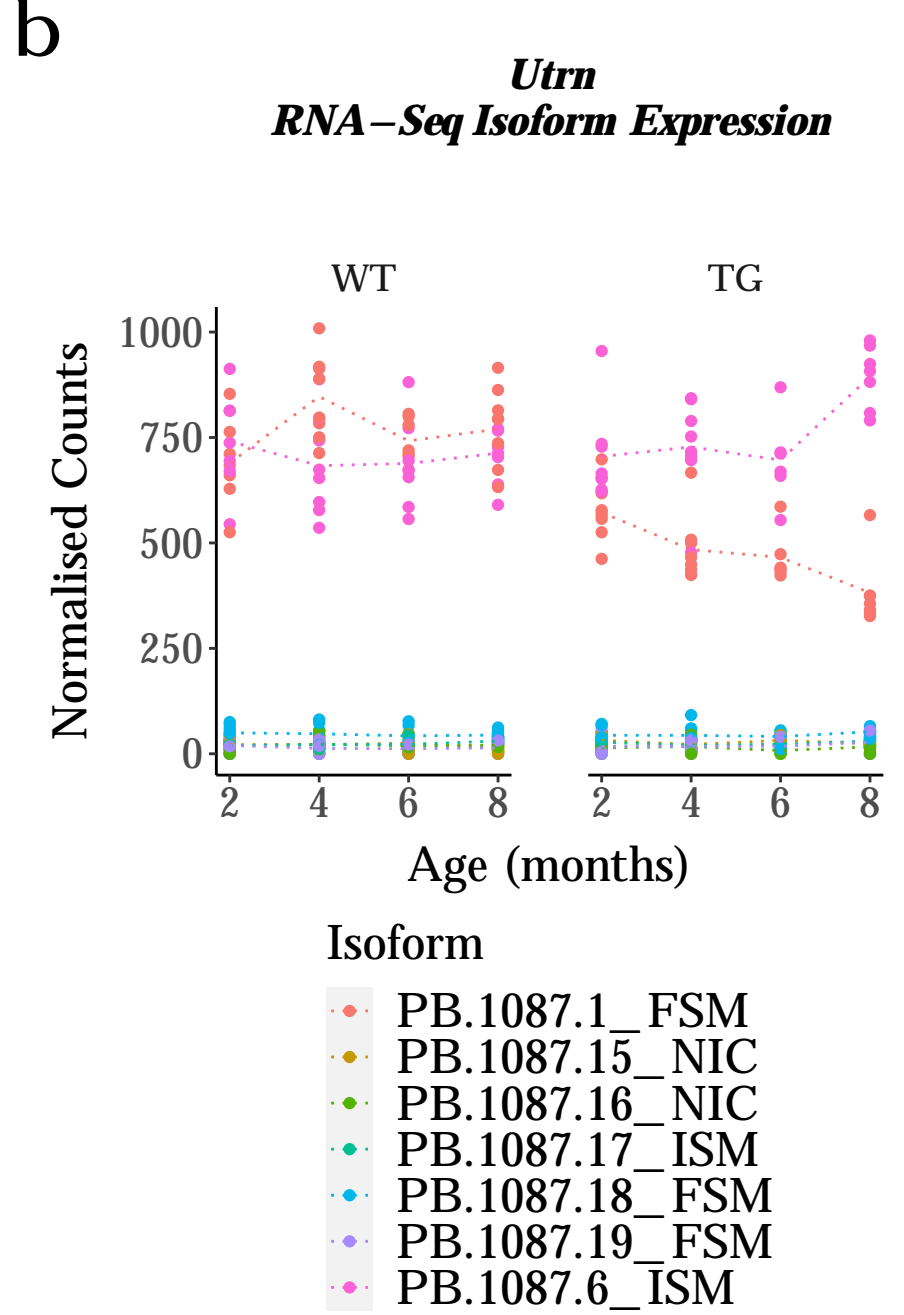 b
Utrn
RNA–Seq Isoform Expression
WT
TG
1000
750
500
250
0
Normalised Counts
2 4 6 8
2 4 6 8
Age (months)
Isoform
PB.1087.1_FSM
PB.1087.15_NIC
PB.1087.16_NIC
PB.1087.17_ISM
PB.1087.18_FSM
PB.1087.19_FSM
PB.1087.6_ISM